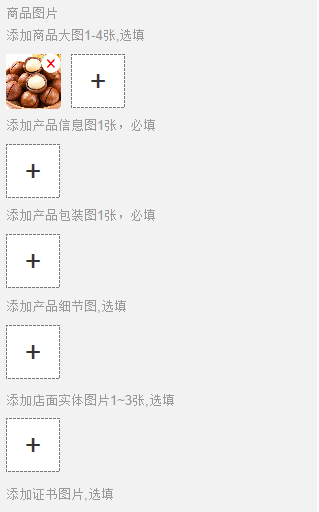 商品图片
添加商品大图1-4张,选填
添加产品信息图1张，必填
添加产品包装图1张，必填
添加产品细节图,选填
添加店面实体图片1~3张,选填
添加证书图片,选填